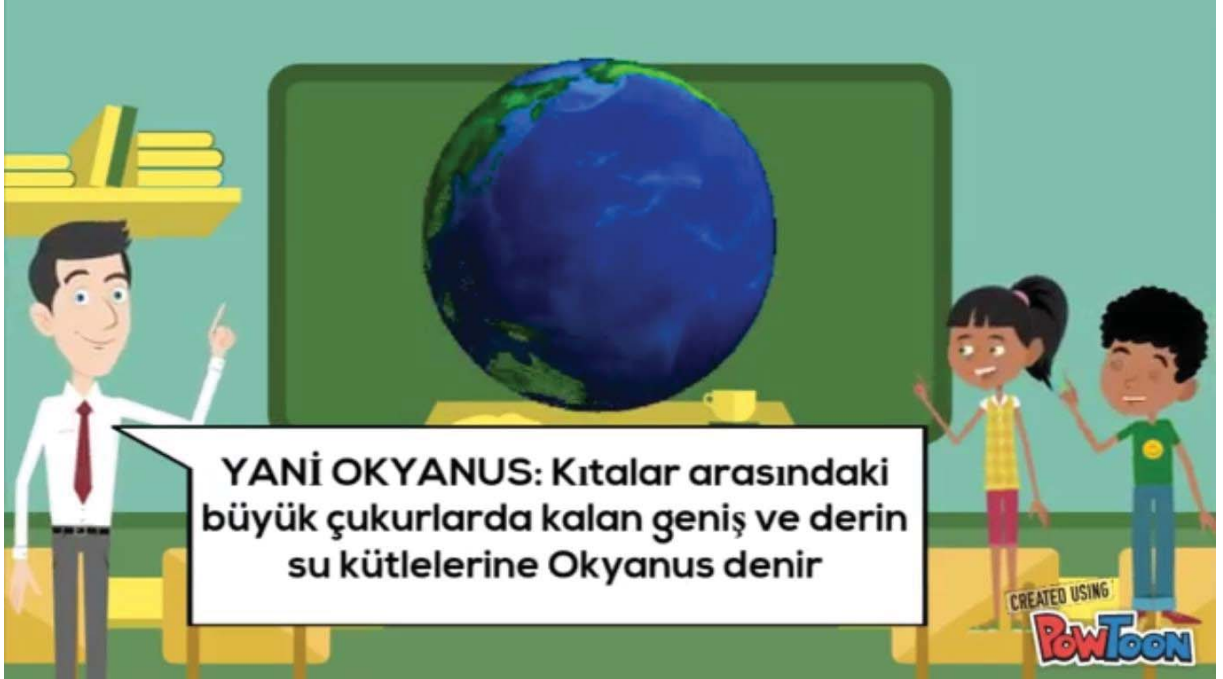 YANİ OKYANUS: Kıtalar arasındaki
büyük çukurlarda kalan geniş ve derin
su kütlelerine Okyanus denir
CREATED USING
POWTOON